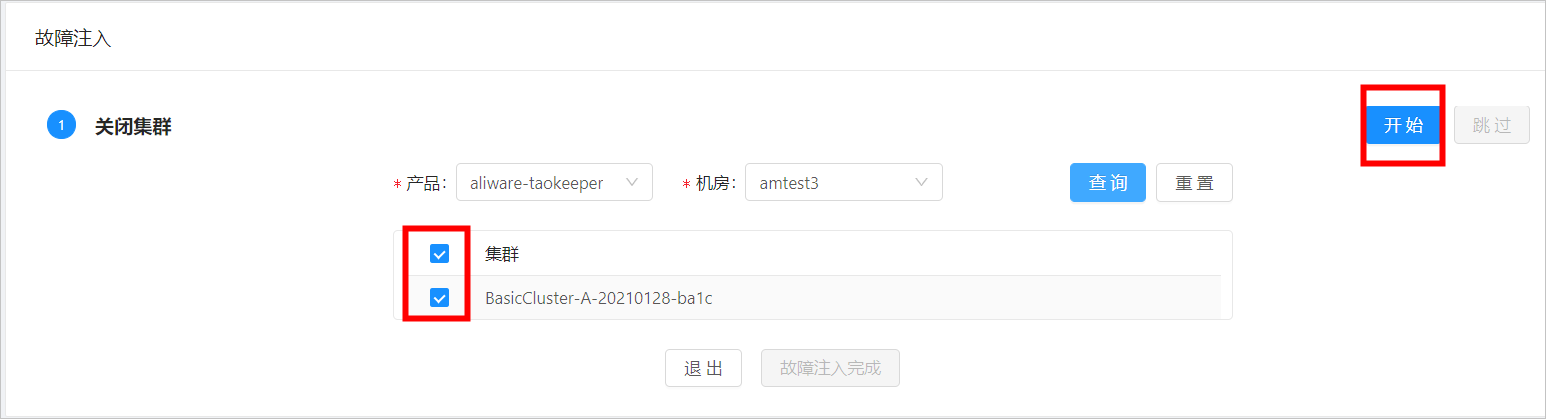 故障注入
1 关闭集群 开始 跳过
* 产品: aliware-taokeeper * 机房: amtest3 查询 重置
集群
BasicCluster-A-20210128-ba1c
退出 故障注入完成